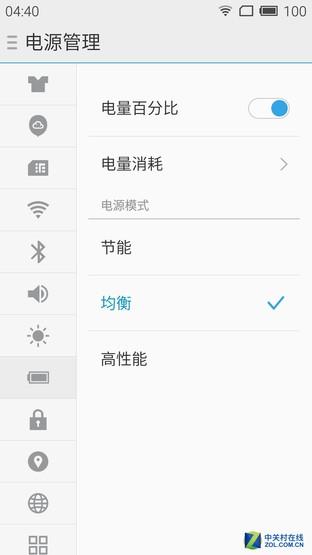 04:40
100
电源管理
电量百分比
电量消耗
电源模式
节能
均衡
高性能
中关村在线
ZOL.COM.CN